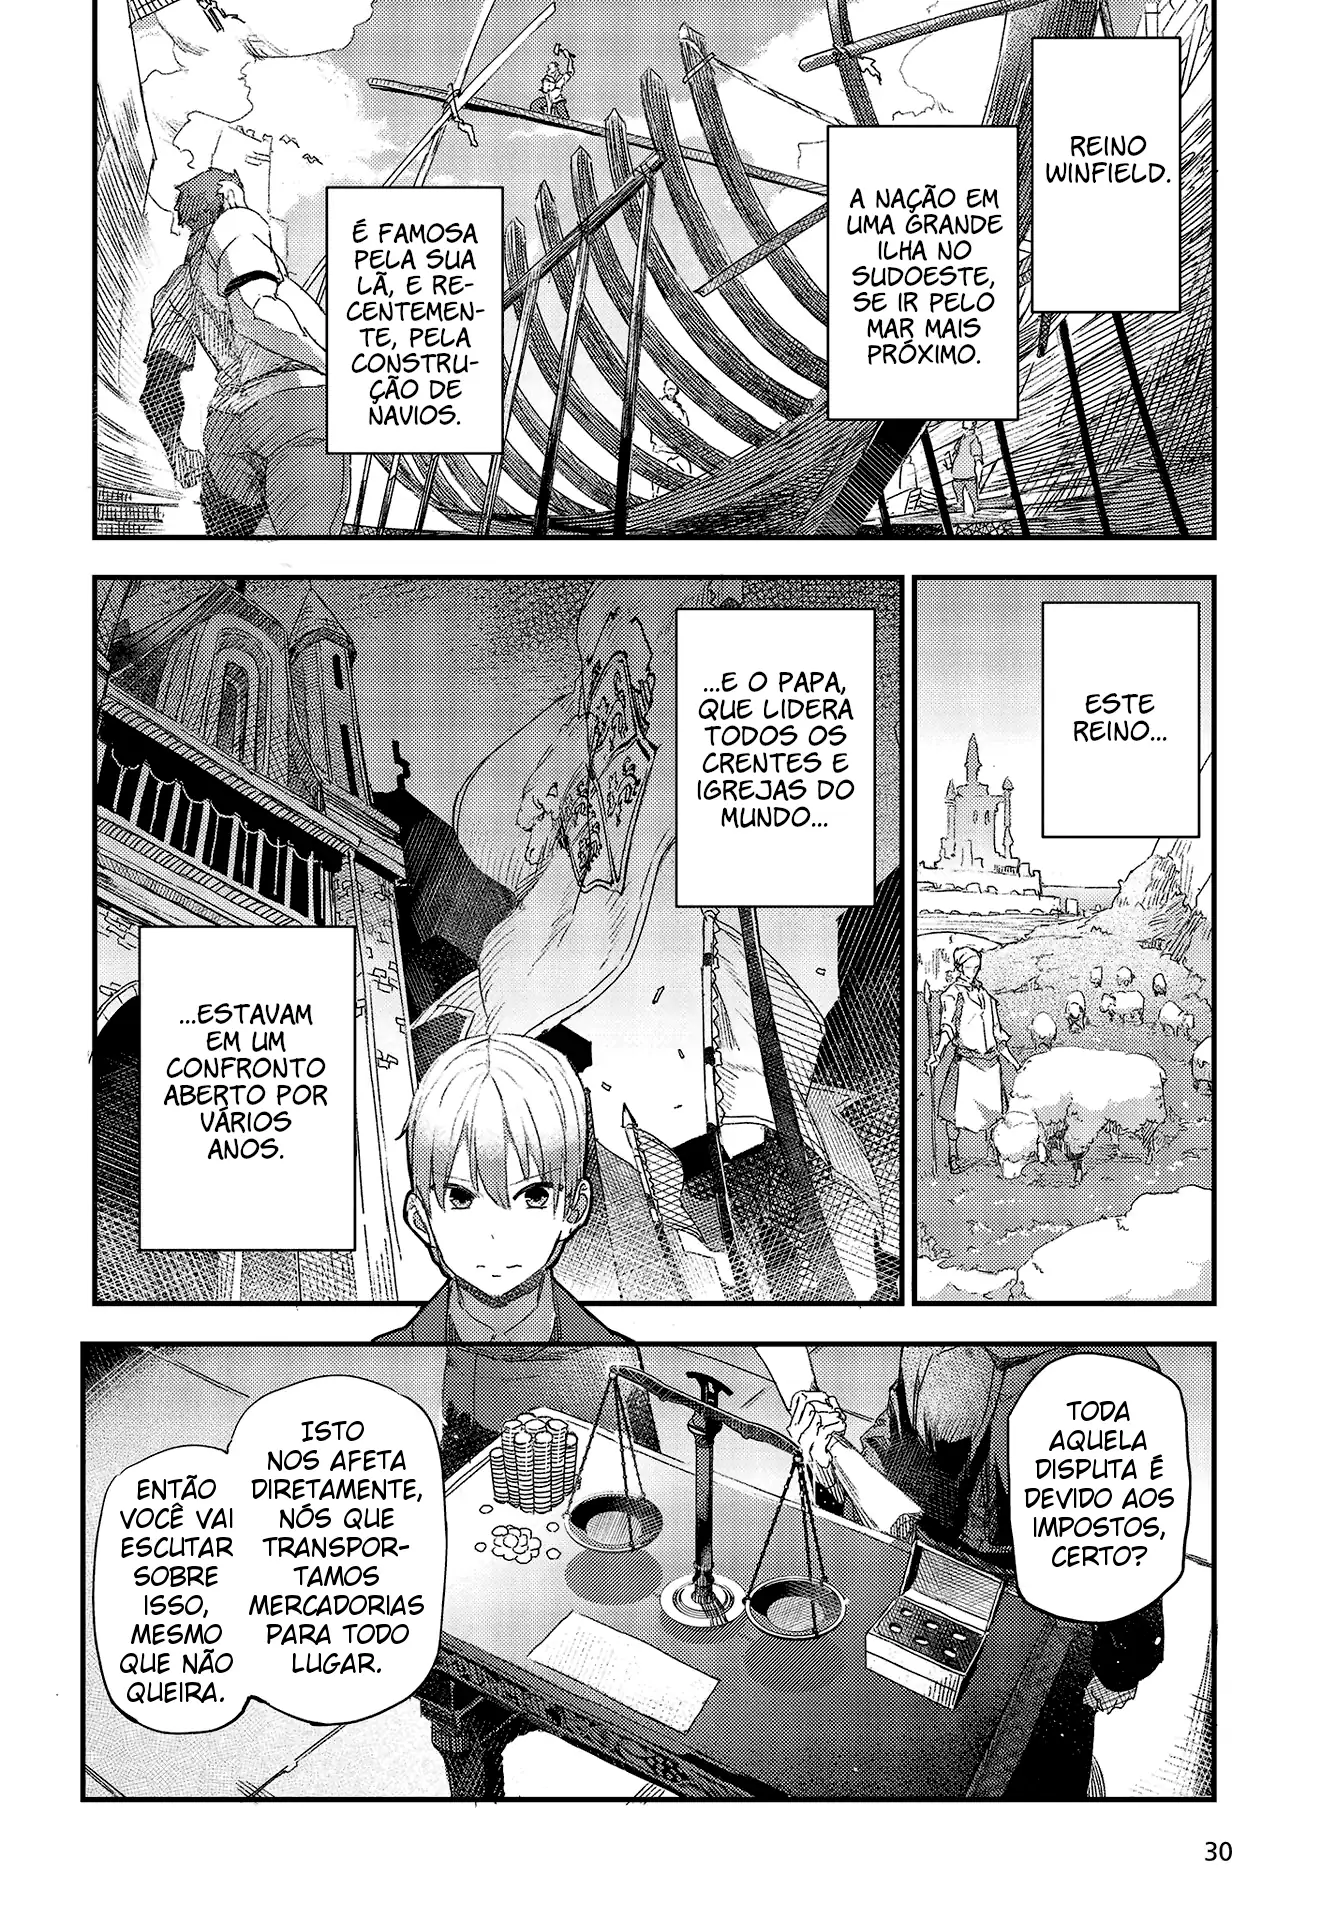 REINO
WINFIELD.
A NAÇÃO EM
UMA GRANDE
ILHA NO
SUDOESTE,
SE IR PELO
MAR MAIS
PRÓXIMO.
É FAMOSA
PELA SUA
LÃ, E RE-
CENTEMEN-
TE, PELA
CONSTRU-
ÇÃO DE
NAVIOS.
ESTE
REINO...
...E O PAPA,
QUE LIDERA
TODOS OS
CRENTES E
IGREJAS DO
MUNDO...
...ESTAVAM
EM UM
CONFRONTO
ABERTO POR
VÁRIOS
ANOS.
TODA
AQUELA
DISPUTA É
DEVIDO AOS
IMPOSTOS,
CERTO?
ISTO
NOS AFETA
DIRETAMENTE,
NÓS QUE
TRANSPOR-
TAMOS
MERCADORIAS
PARA TODO
LUGAR.
ENTÃO
VOCÊ VAI
ESCUTAR
SOBRE
ISSO,
MESMO
QUE NÃO
QUEIRA.
30